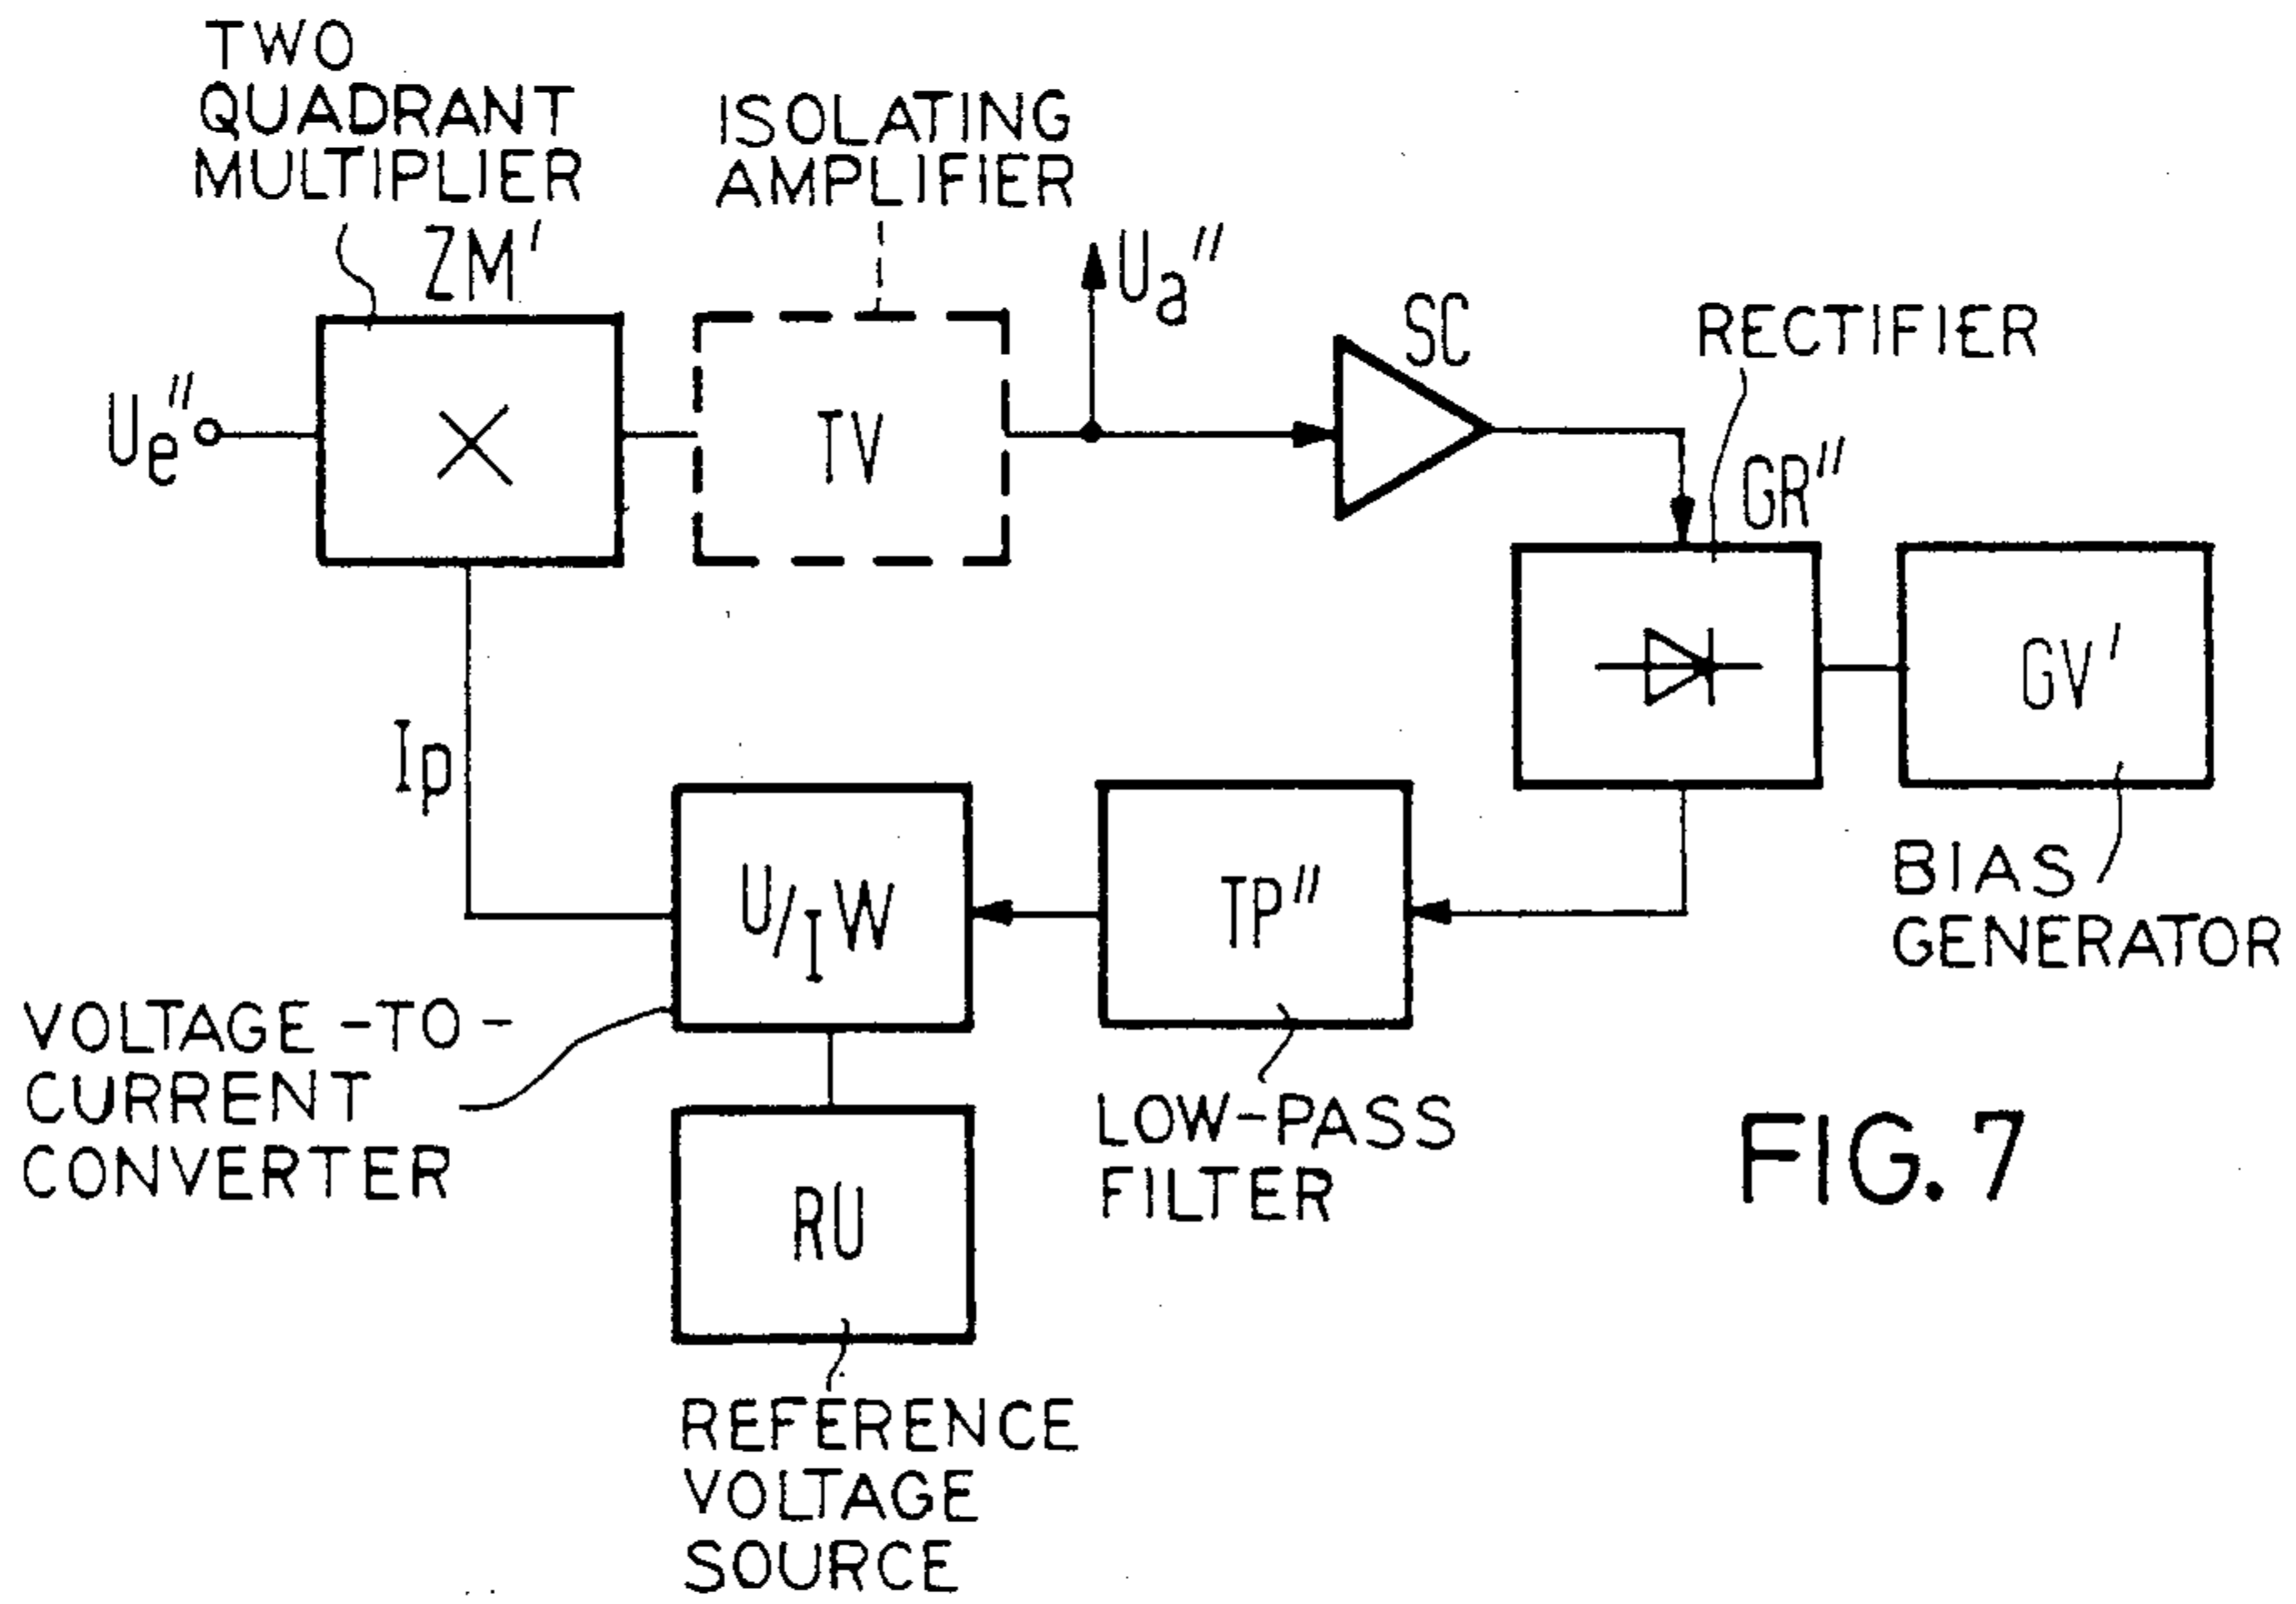 TWO
QUADRANT
MULTIPLIER
ZM'
ISOLATING
AMPLIFIER
Ua"
SC
RECTIFIER
Ue"
TV
GR"
GV'
Ip
U/IW
TP"
BIAS
GENERATOR
VOLTAGE-TO-
CURRENT
CONVERTER
LOW-PASS
FILTER
RU
FIG. 7
REFERENCE
VOLTAGE
SOURCE